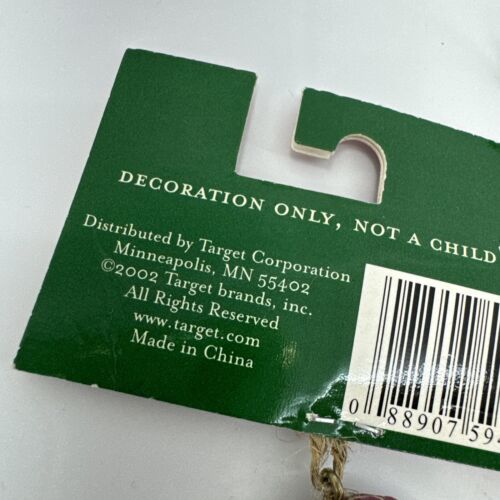 DECORATION ONLY, NOT A CHILD'
Distributed by Target Corporation
Minneapolis, MN 55402
©2002 Target brands, inc.
All Rights Reserved
www.target.com
Made in China
0 88907 594